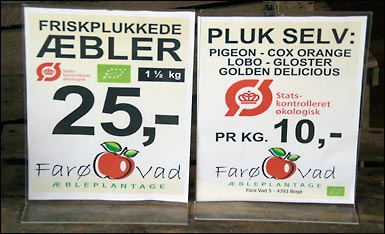 FRISKPLUKKEDE
ÆBLER
Stats-
kontrolleret
økologisk
1 ½ kg
25,-
Farø vad
ÆBLEPLANTAGE
PLUK SELV:
PIGEON - COX ORANGE
LOBO - GLOSTER
GOLDEN DELICIOUS
Stats-
kontrolleret
økologisk
PR KG. 10,-
Farø vad
ÆBLEPLANTAGE
Farø Vad 5 - 4793 Bogø